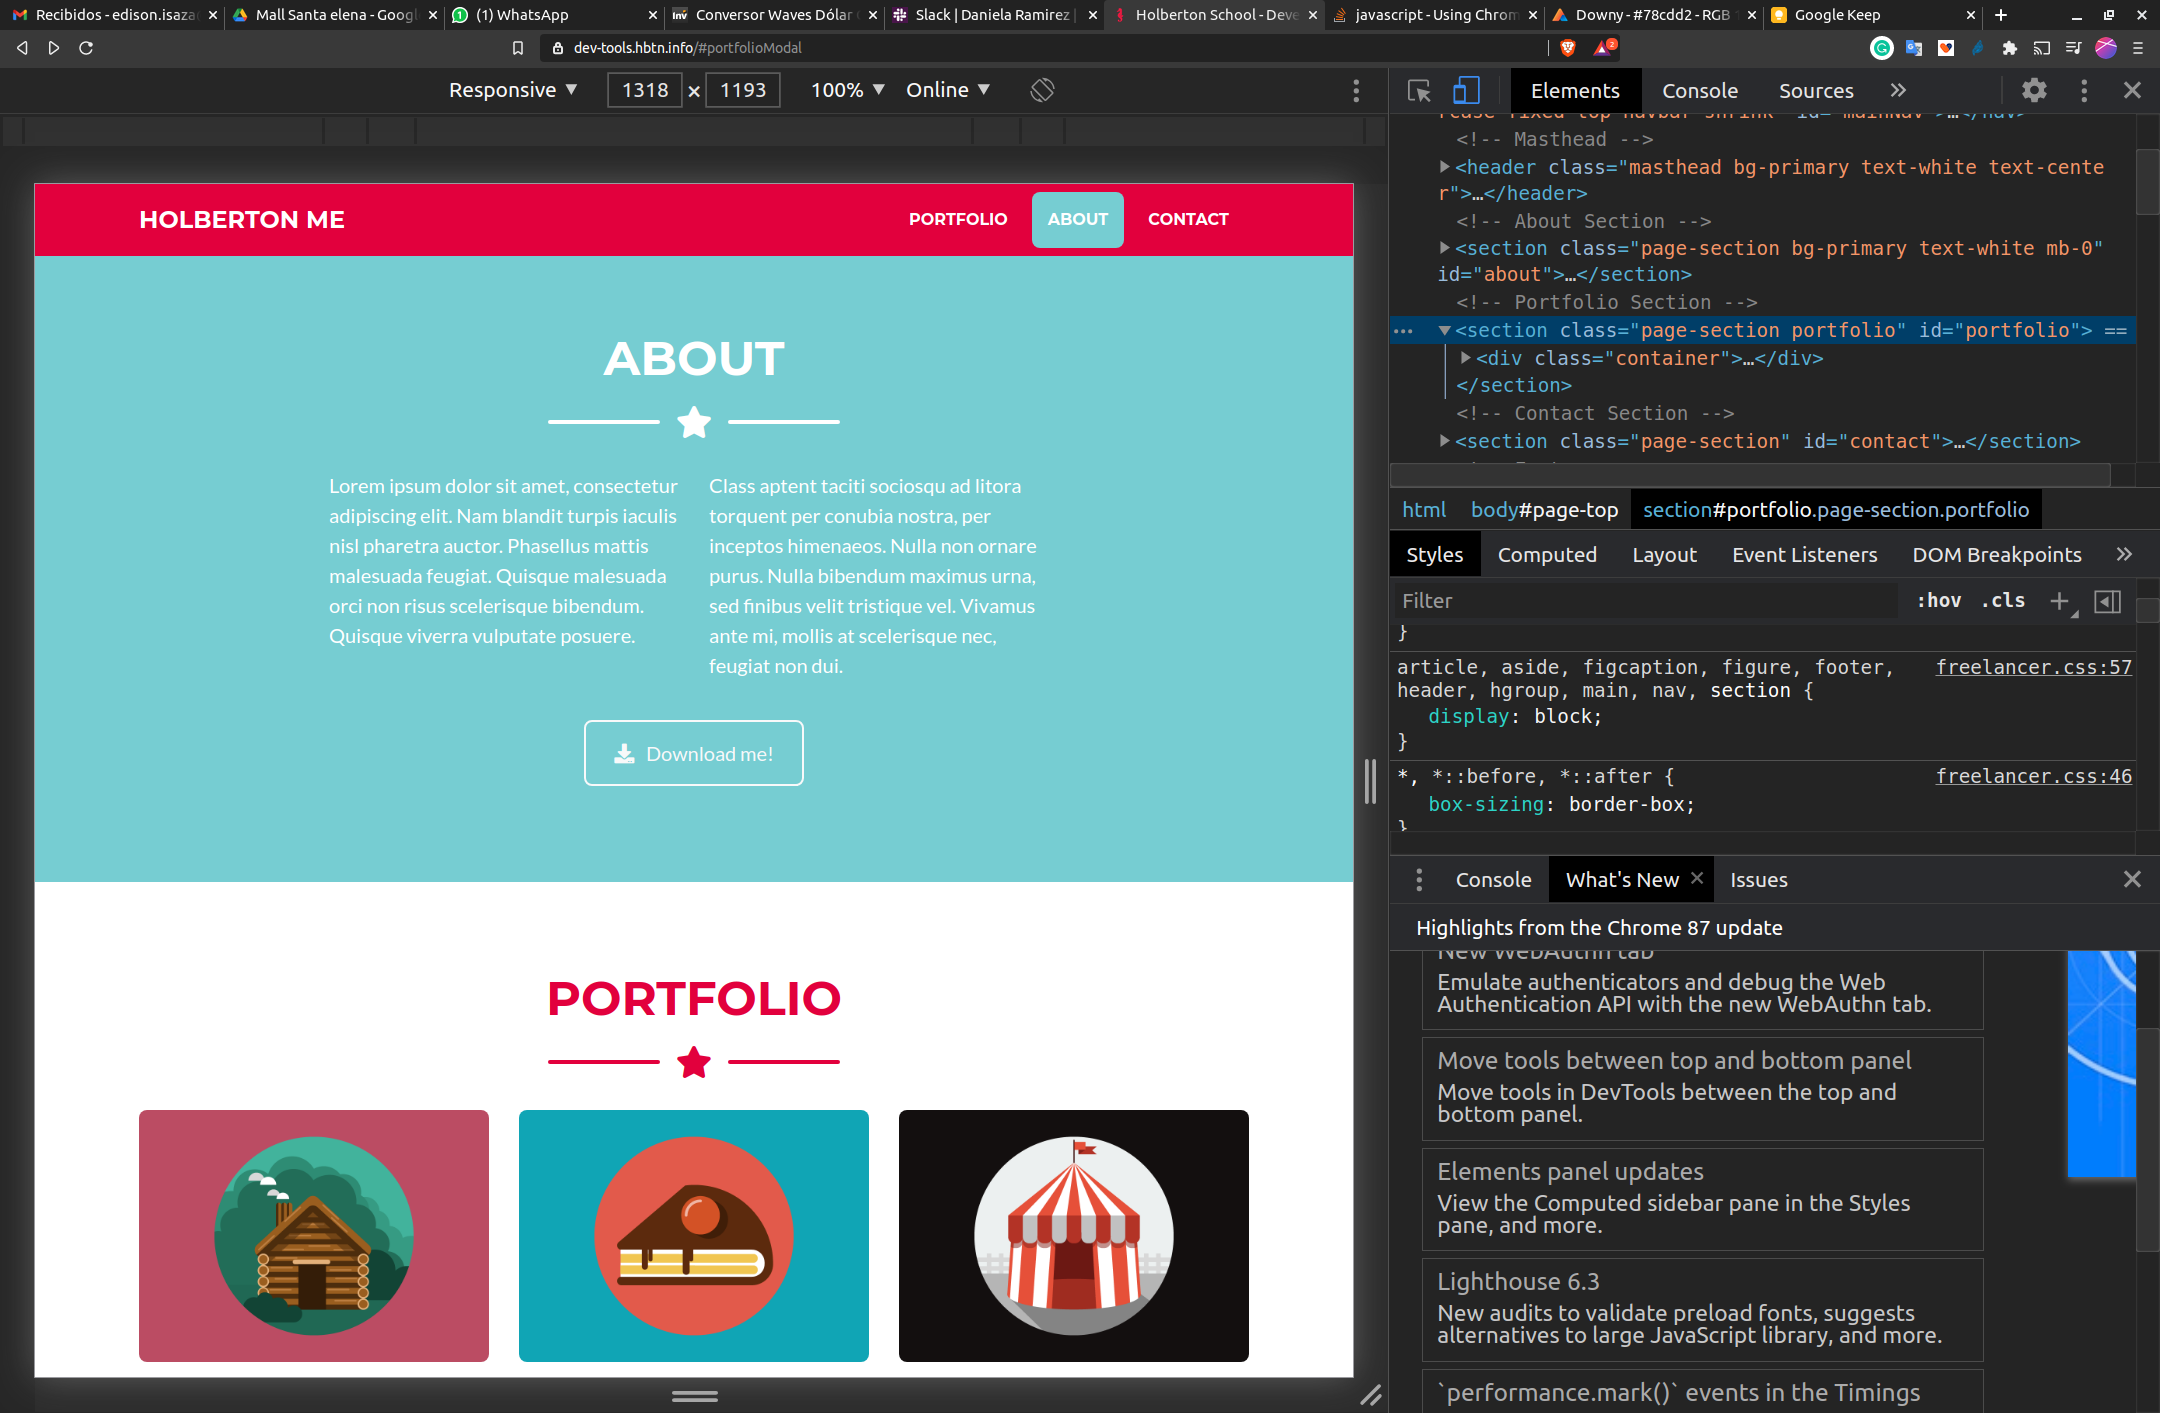 Recibidos - edison.isaza
Mall Santa elena - Googl
(1) WhatsApp
Conversor Waves Dólar
Slack | Daniela Ramirez |
Holberton School - Deve
javascript - Using Chrom
Downy - #78cdd2 - RGB
Google Keep
dev-tools.hbtn.info/#portfolioModal
Responsive
1318 × 1193
100%
Online
HOLBERTON ME
PORTFOLIO
ABOUT
CONTACT
ABOUT
Lorem ipsum dolor sit amet, consectetur
adipiscing elit. Nam blandit turpis iaculis
nisl pharetra auctor. Phasellus mattis
malesuada feugiat. Quisque malesuada
orci non risus scelerisque bibendum.
Quisque viverra vulputate posuere.
Class aptent taciti sociosqu ad litora
torquent per conubia nostra, per
inceptos himenaeos. Nulla non ornare
purus. Nulla bibendum maximus urna,
sed finibus velit tristique vel. Vivamus
ante mi, mollis at scelerisque nec,
feugiat non dui.
Download me!
PORTFOLIO
Elements
Console
Sources
<!-- Masthead -->
<header class="masthead bg-primary text-white text-cente
r">…</header>
<!-- About Section -->
<section class="page-section bg-primary text-white mb-0"
id="about">…</section>
<!-- Portfolio Section -->
<section class="page-section portfolio" id="portfolio"> ==
<div class="container">…</div>
</section>
<!-- Contact Section -->
<section class="page-section" id="contact">…</section>
html
body#page-top
section#portfolio.page-section.portfolio
Styles
Computed
Layout
Event Listeners
DOM Breakpoints
Filter
:hov
.cls
}
article, aside, figcaption, figure, footer,
freelancer.css:57
header, hgroup, main, nav, section {
display: block;
}
*, *::before, *::after {
freelancer.css:46
box-sizing: border-box;
}
Console
What's New
Issues
Highlights from the Chrome 87 update
New WebAuthn tab
Emulate authenticators and debug the Web
Authentication API with the new WebAuthn tab.
Move tools between top and bottom panel
Move tools in DevTools between the top and
bottom panel.
Elements panel updates
View the Computed sidebar pane in the Styles
pane, and more.
Lighthouse 6.3
New audits to validate preload fonts, suggests
alternatives to large JavaScript library, and more.
`performance.mark()` events in the Timings